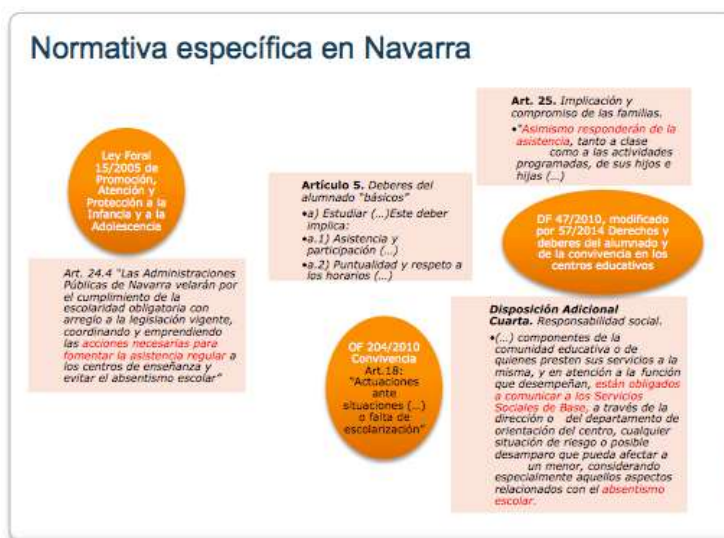 Normativa específica en Navarra
Ley Foral
15/2005 de
Promoción,
Atención y
Protección a la
Infancia y a la
Adolescencia
Art. 24.4 “Las Administraciones
Públicas de Navarra velarán por
el cumplimiento de la
escolaridad obligatoria con
arreglo a la legislación vigente,
coordinando y emprendiendo
las acciones necesarias para
fomentar la asistencia regular a
los centros de enseñanza y
evitar el absentismo escolar”
Artículo 5. Deberes del
alumnado “básicos”
•a) Estudiar (...)Este deber
implica:
•a.1) Asistencia y
participación (...)
•a.2) Puntualidad y respeto a
los horarios (...)
OF 204/2010
Convivencia
Art.18:
“Actuaciones
ante
situaciones (...)
o falta de
escolarización”
Art. 25. Implicación y
compromiso de las familias.
•“Asimismo responderán de la
asistencia, tanto a clase
como a las actividades
programadas, de sus hijos e
hijas (...)
DF 47/2010, modificado
por 57/2014 Derechos y
deberes del alumnado y
de la convivencia en los
centros educativos
Disposición Adicional
Cuarta. Responsabilidad social.
•(...) componentes de la
comunidad educativa o de
quienes presten sus servicios a la
misma, y en atención a la función
que desempeñan, están obligados
a comunicar a los Servicios
Sociales de Base, a través de la
dirección o del departamento de
orientación del centro, cualquier
situación de riesgo o posible
desamparo que pueda afectar a
un menor, considerando
especialmente aquellos aspectos
relacionados con el absentismo
escolar.